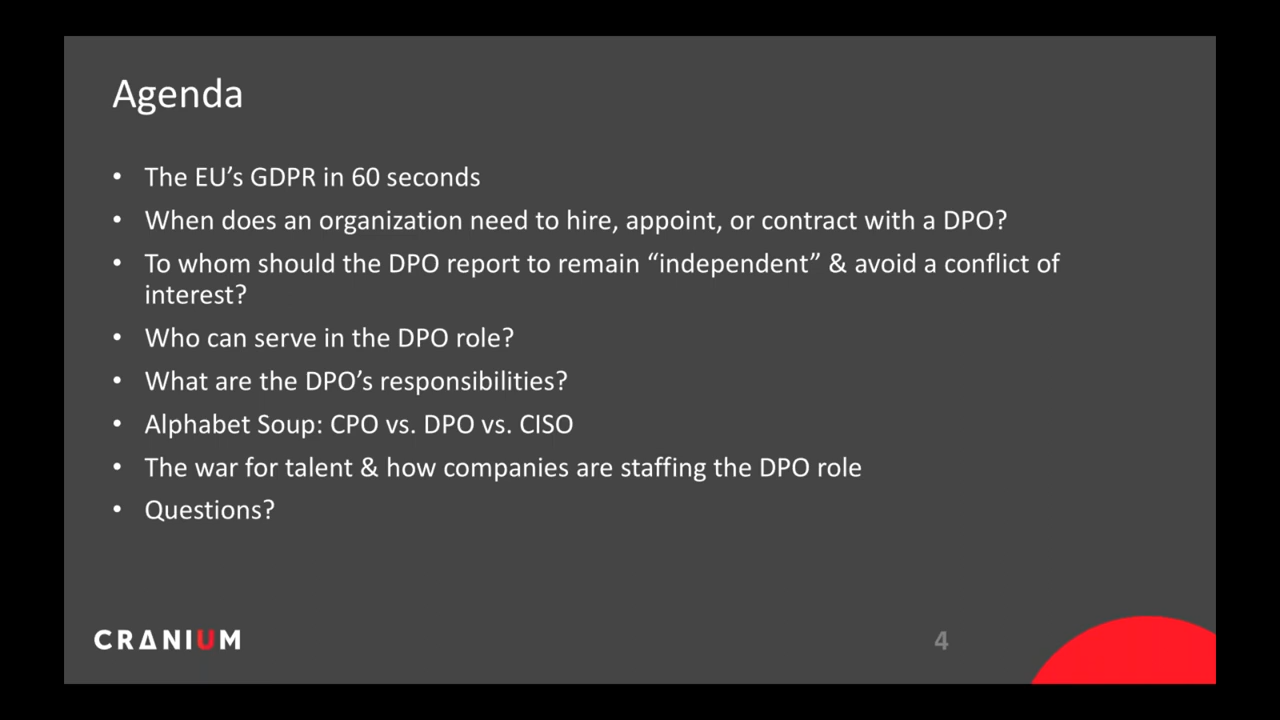 Agenda
• The EU’s GDPR in 60 seconds
• When does an organization need to hire, appoint, or contract with a DPO?
• To whom should the DPO report to remain “independent” & avoid a conflict of
interest?
• Who can serve in the DPO role?
• What are the DPO’s responsibilities?
• Alphabet Soup: CPO vs. DPO vs. CISO
• The war for talent & how companies are staffing the DPO role
• Questions?
CRANIUM
4